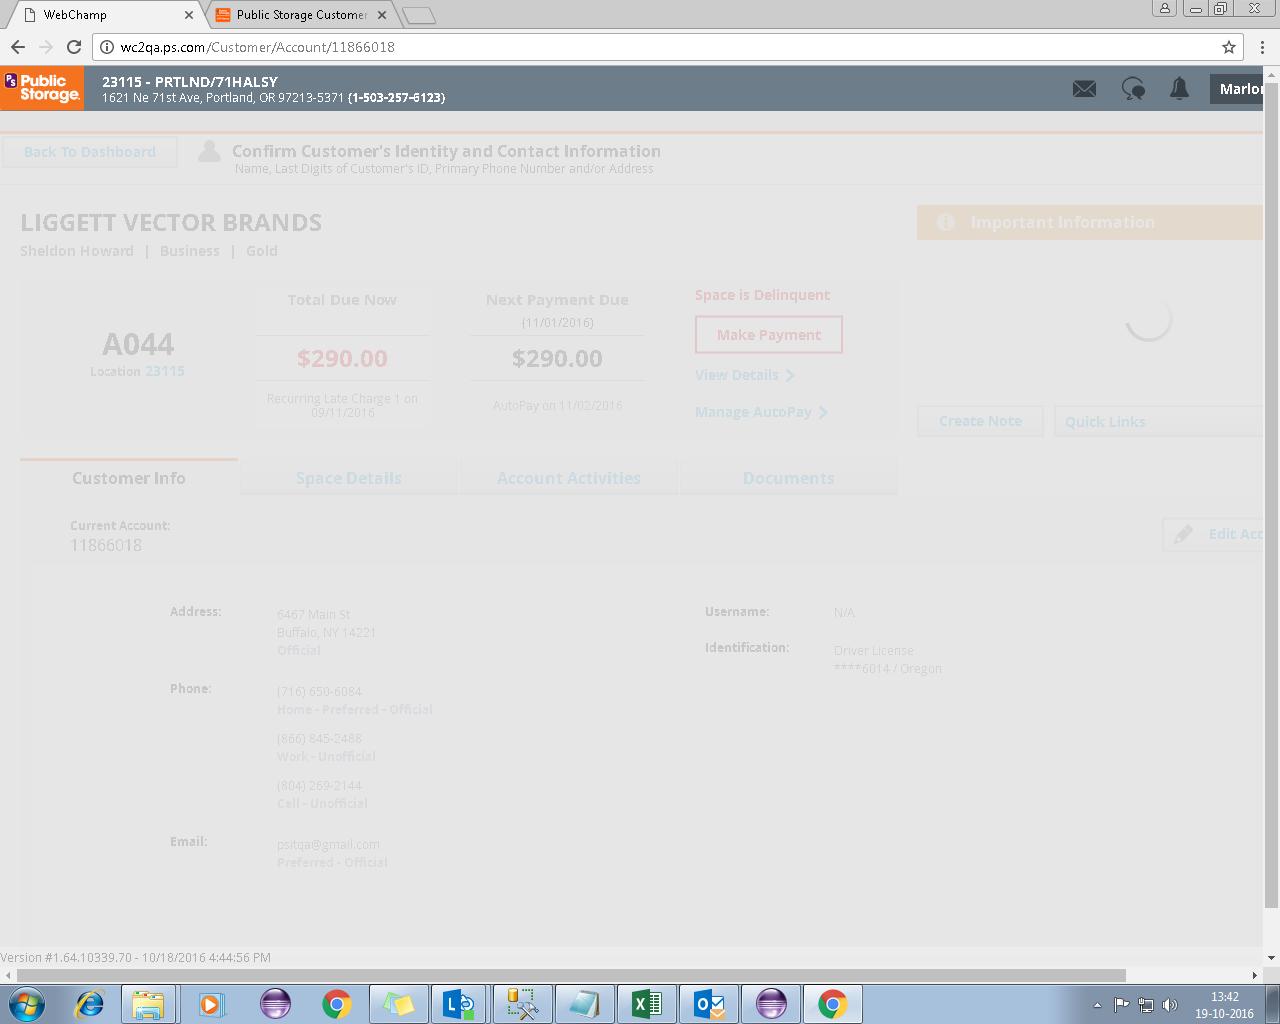 WebChamp
Public Storage Customer
wc2qa.ps.com/Customer/Account/11866018
PS Public Storage.
23115 - PRTLND/71HALSY
1621 Ne 71st Ave, Portland, OR 97213-5371 (1-503-257-6123)
Marlon
Back To Dashboard
Confirm Customer's Identity and Contact Information
Name, Last Digits of Customer's ID, Primary Phone Number and/or Address
LIGGETT VECTOR BRANDS
Sheldon Howard | Business | Gold
Important Information
A044
Location 23115
Total Due Now
$290.00
Recurring Late Charge 1 on
09/11/2016
Next Payment Due
(11/01/2016)
$290.00
AutoPay on 11/02/2016
Space is Delinquent
Make Payment
View Details
Manage AutoPay
Create Note
Quick Links
Customer Info
Space Details
Account Activities
Documents
Current Account:
11866018
Edit Acc
Address:
6467 Main St
Buffalo, NY 14221
Official
Phone:
(716) 650-6084
Home - Preferred - Official
(866) 845-2488
Work - Unofficial
(804) 269-2144
Cell - Unofficial
Email:
psitqa@gmail.com
Preferred - Official
Username:
N/A
Identification:
Driver License
****6014 / Oregon
Version #1.64.10339.70 - 10/18/2016 4:44:56 PM
13:42
19-10-2016